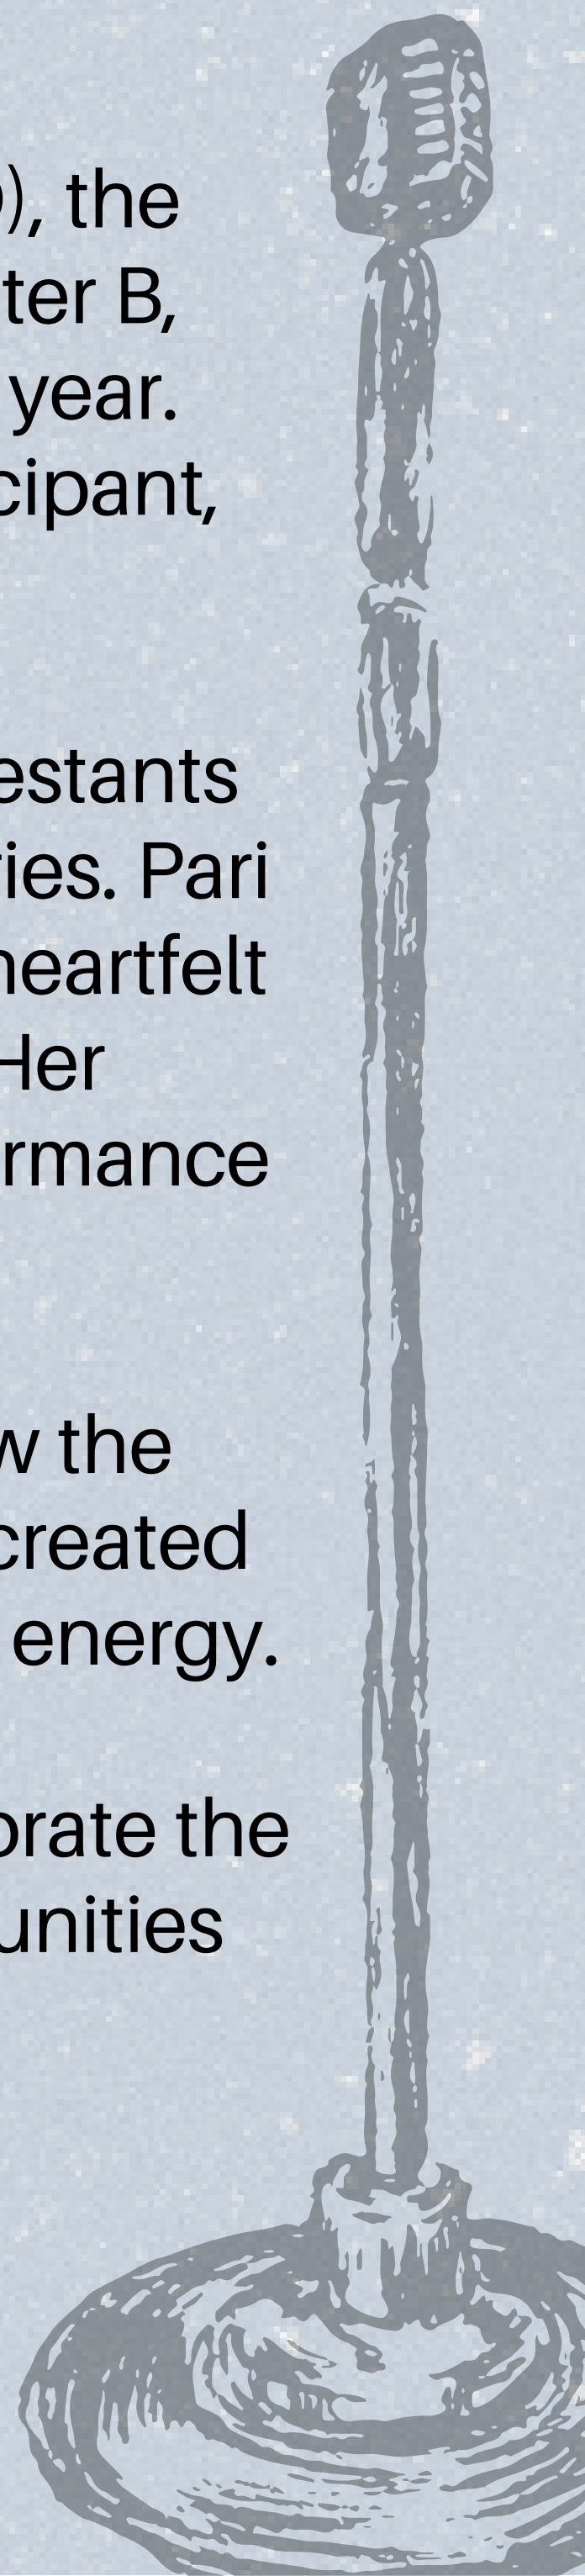 ), the
ter B,
year.
cipant,
estants
ries. Pari
heartfelt
Her
rmance
w the
created
energy.
orate the
unities